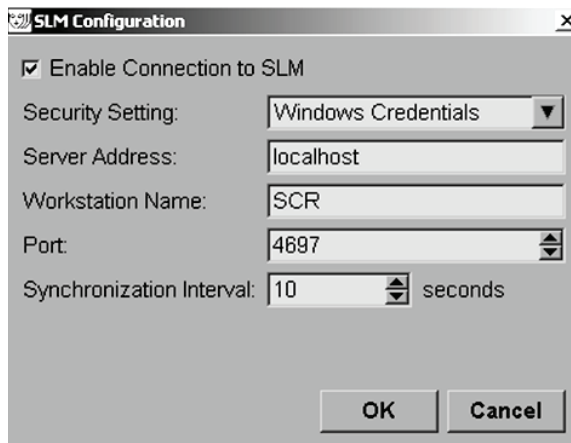 SLM Configuration
Enable Connection to SLM
Security Setting: Windows Credentials
Server Address: localhost
Workstation Name: SCR
Port: 4697
Synchronization Interval: 10 seconds
OK Cancel